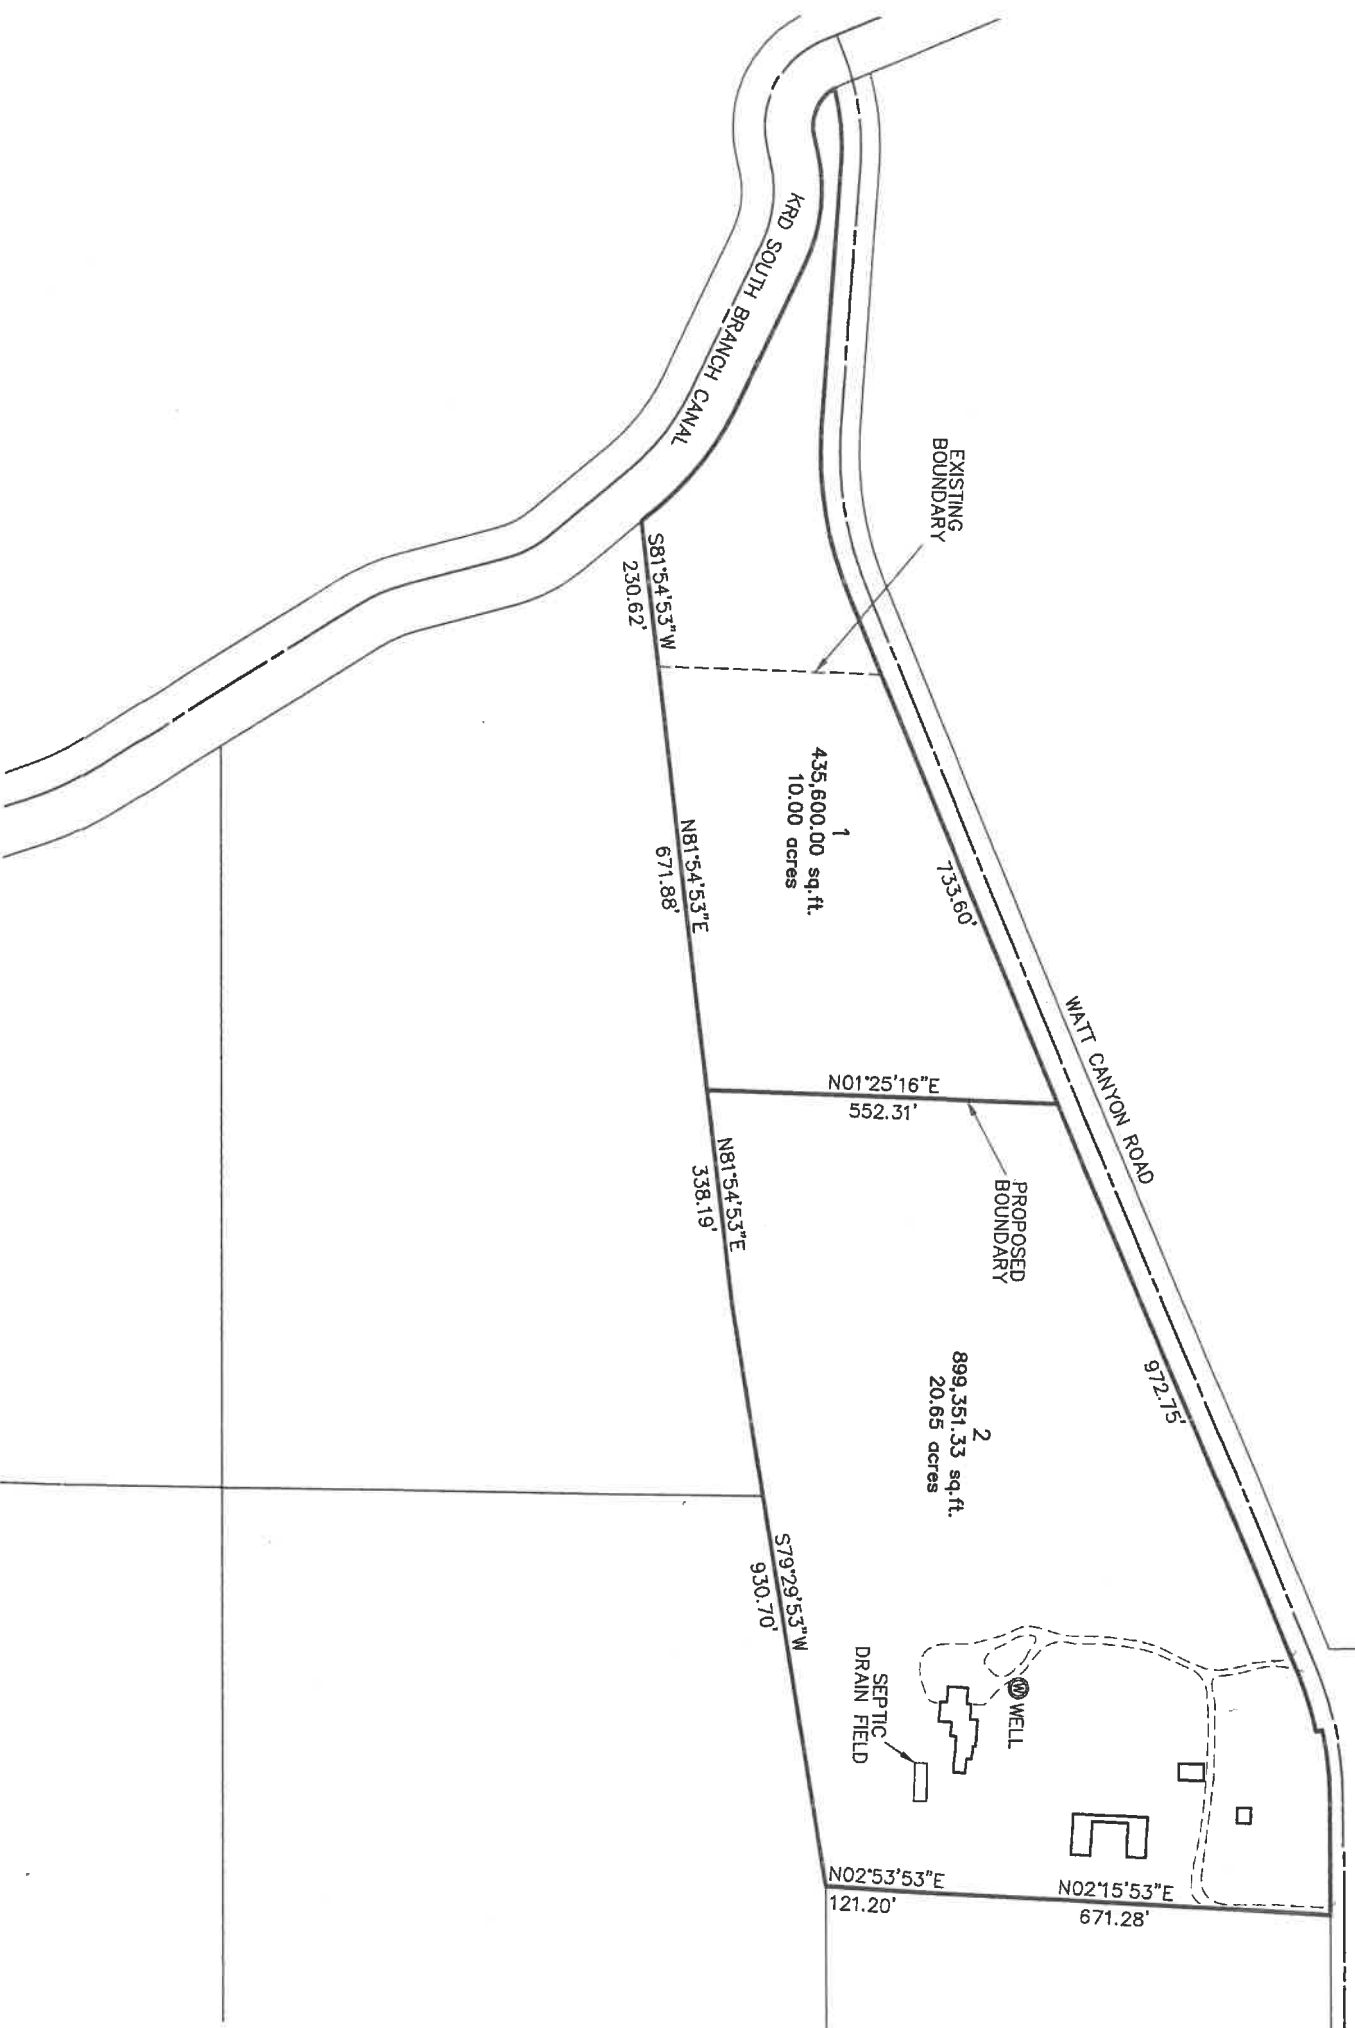 KRD SOUTH BRANCH CANAL
EXISTING
BOUNDARY
S81°54'53"W
230.62'
1
435,600.00 sq.ft.
10.00 acres
N81°54'53"E
671.88'
733.60'
WATT CANYON ROAD
N01°25'16"E
552.31'
PROPOSED
BOUNDARY
N81°54'53"E
338.19'
2
899,351.33 sq.ft.
20.65 acres
972.75'
S79°29'53"W
930.70'
W WELL
SEPTIC
DRAIN FIELD
N02°53'53"E
121.20'
N02°15'53"E
671.28'